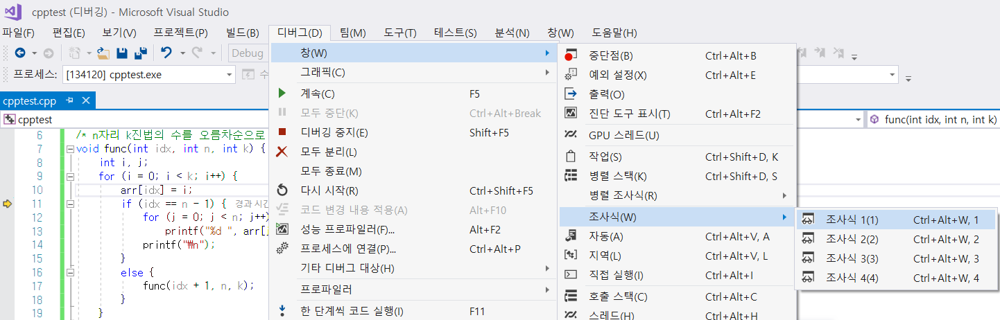 cpptest (디버깅) - Microsoft Visual Studio
파일(F) 편집(E) 보기(V) 프로젝트(P) 빌드(B) 디버그(D) 팀(M) 도구(T) 테스트(S) 분석(N) 창(W) 도움말(H)
Debug
프로세스: [134120] cpptest.exe 수
cpptest.cpp
cpptest
func(int idx, int n, int k)
6 /* n자리 k진법의 수를 오름차순으로
7 void func(int idx, int n, int k) {
8 int i, j;
9 for (i = 0; i < k; i++) {
10 arr[idx] = i;
11 if (idx == n - 1) { 경과 시간
12 for (j = 0; j < n; j++)
13 printf("%d ", arr[j
14 printf("₩n");
15 }
16 else {
17 func(idx + 1, n, k);
18 }
19 }
창(W)
그래픽(C)
계속(C) F5
모두 중단(K) Ctrl+Alt+Break
디버깅 중지(E) Shift+F5
모두 분리(L)
모두 종료(M)
다시 시작(R) Ctrl+Shift+F5
코드 변경 내용 적용(A) Alt+F10
성능 프로파일러(F)... Alt+F2
프로세스에 연결(P)... Ctrl+Alt+P
기타 디버그 대상(H)
프로파일러
한 단계씩 코드 실행(I) F11
중단점(B) Ctrl+Alt+B
예외 설정(X) Ctrl+Alt+E
출력(O)
진단 도구 표시(T) Ctrl+Alt+F2
GPU 스레드(U)
작업(S) Ctrl+Shift+D, K
병렬 스택(K) Ctrl+Shift+D, S
병렬 조사식(R)
조사식(W)
자동(A) Ctrl+Alt+V, A
지역(L) Ctrl+Alt+V, L
직접 실행(I) Ctrl+Alt+I
호출 스택(C) Ctrl+Alt+C
스레드(H) Ctrl+Alt+H
조사식 1(1) Ctrl+Alt+W, 1
조사식 2(2) Ctrl+Alt+W, 2
조사식 3(3) Ctrl+Alt+W, 3
조사식 4(4) Ctrl+Alt+W, 4